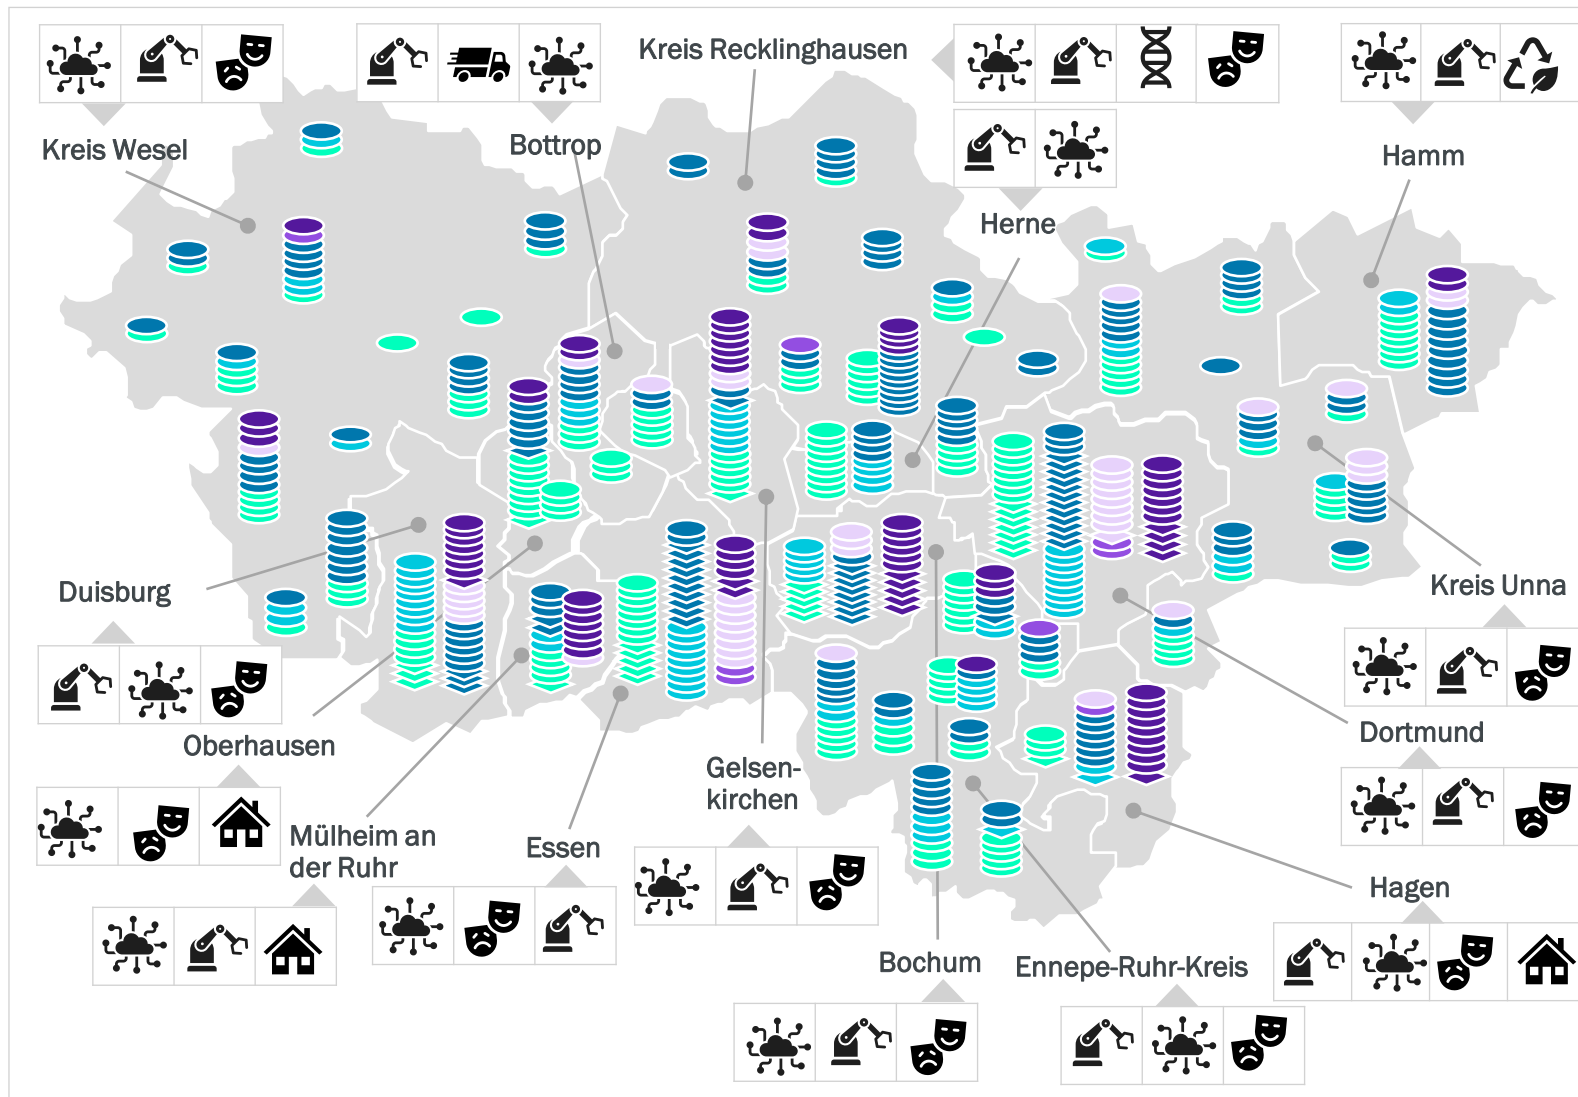 Kreis Recklinghausen
Kreis Wesel
Bottrop
Hamm
Herne
Duisburg
Kreis Unna
Oberhausen
Dortmund
Gelsen-
kirchen
Mülheim an
der Ruhr
Essen
Hagen
Bochum
Ennepe-Ruhr-Kreis